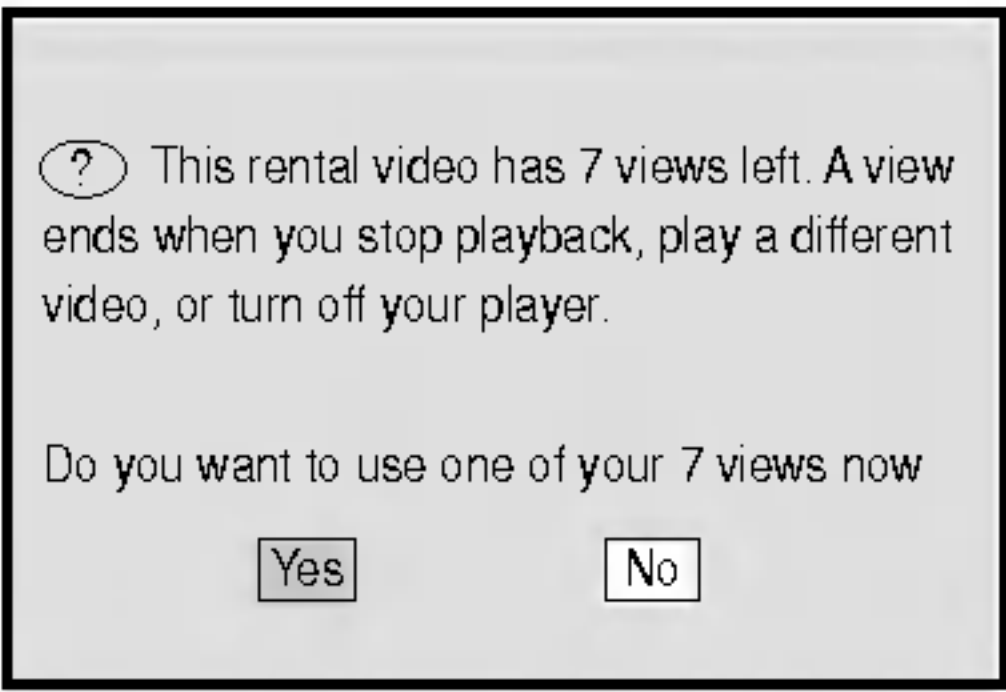 ? This rental video has 7 views left. A view
ends when you stop playback, play a different
video, or turn off your player.
Do you want to use one of your 7 views now
Yes No